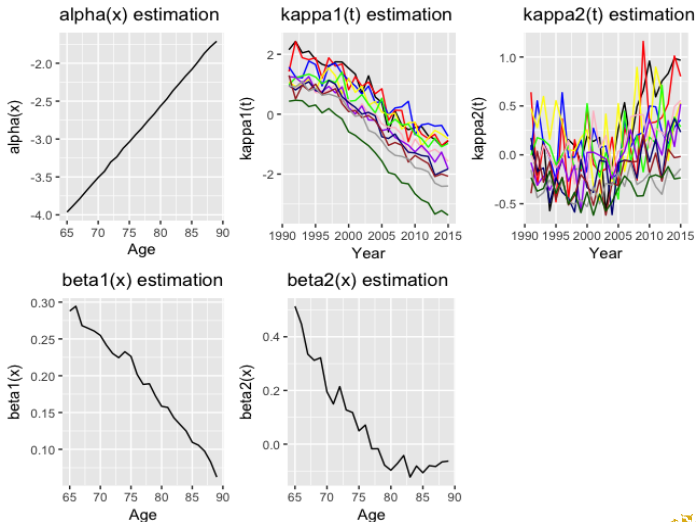 alpha(x) estimation
alpha(x)
-2.0
-2.5
-3.0
-3.5
-4.0
65 70 75 80 85 90
Age
kappa1(t) estimation
kappa1(t)
2
0
-2
1990 1995 2000 2005 2010 2015
Year
kappa2(t) estimation
kappa2(t)
1.0
0.5
0.0
-0.5
1990 1995 2000 2005 2010 2015
Year
beta1(x) estimation
beta1(x)
0.30
0.25
0.20
0.15
0.10
65 70 75 80 85 90
Age
beta2(x) estimation
beta2(x)
0.4
0.2
0.0
65 70 75 80 85 90
Age